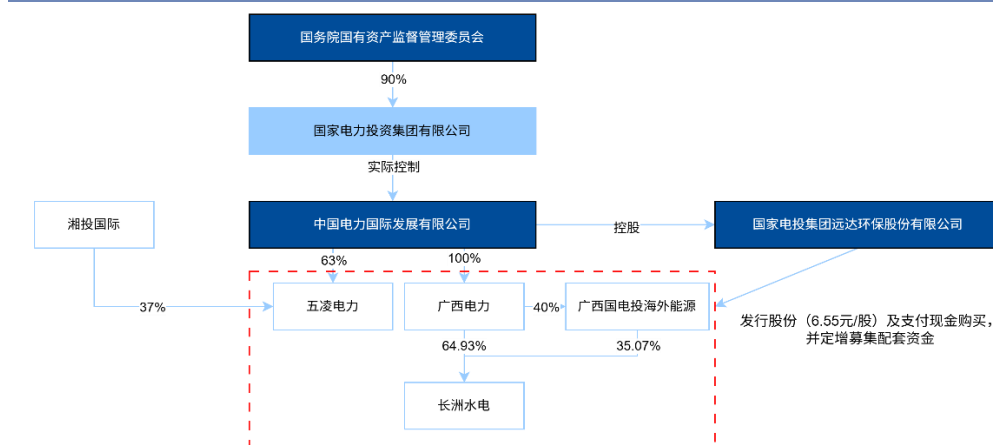 国务院国有资产监督管理委员会
90%
国家电力投资集团有限公司
实际控制
湘投国际
中国电力国际发展有限公司
控股
国家电投集团远达环保股份有限公司
63%
100%
37%
五凌电力
广西电力
40%
广西国电投海外能源
发行股份（6.55元/股）及支付现金购买，
并定增募集配套资金
64.93%
35.07%
长洲水电